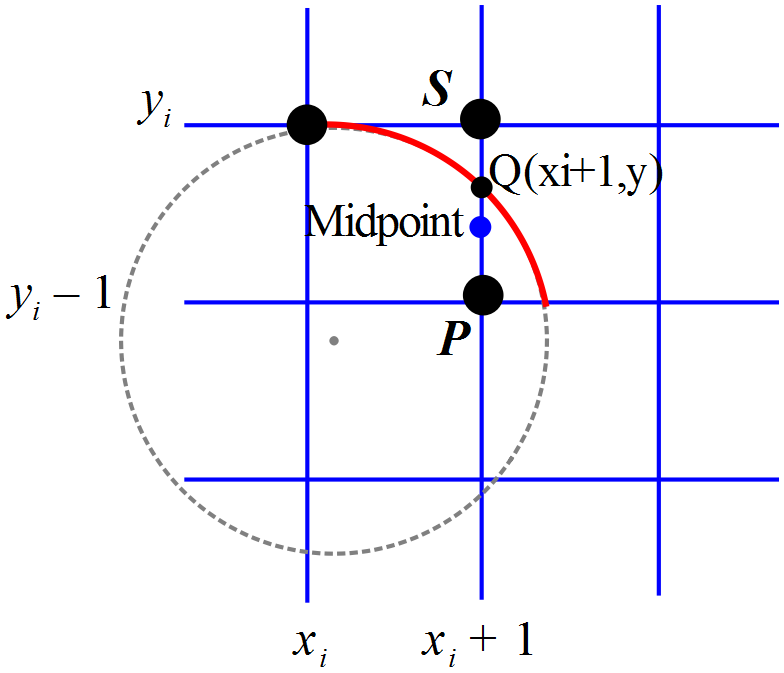 S
yᵢ
Q(xi+1,y)
Midpoint
yᵢ − 1
P
xᵢ
xᵢ + 1